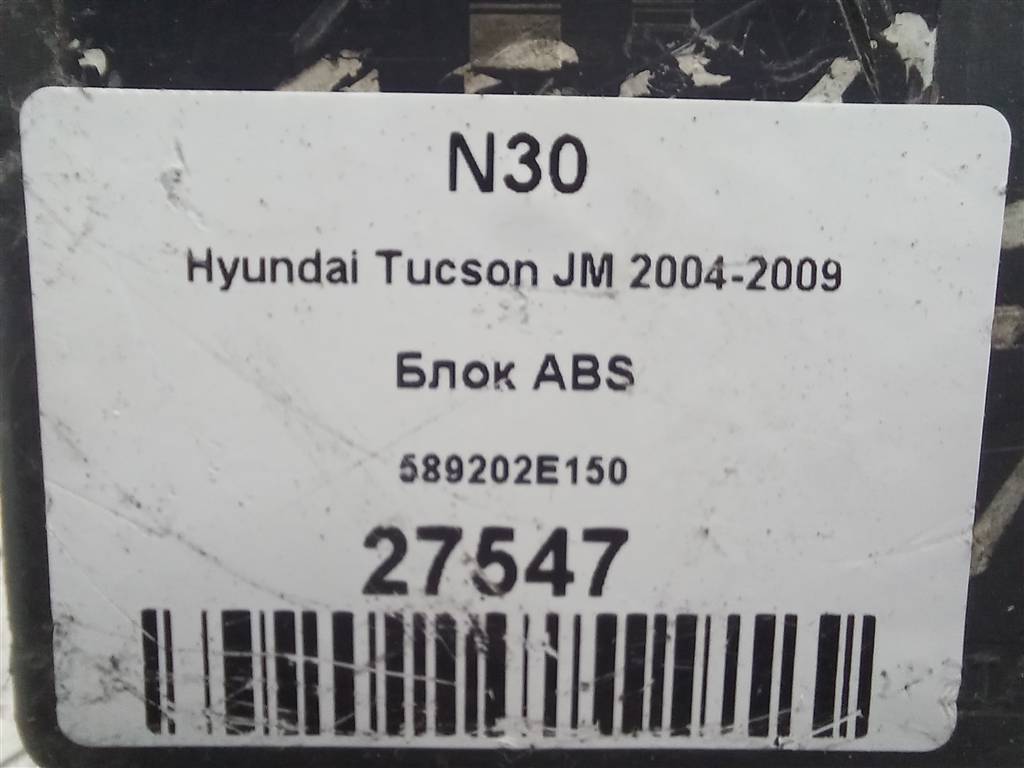 N30
Hyundai Tucson JM 2004-2009
Блок ABS
589202E150
27547